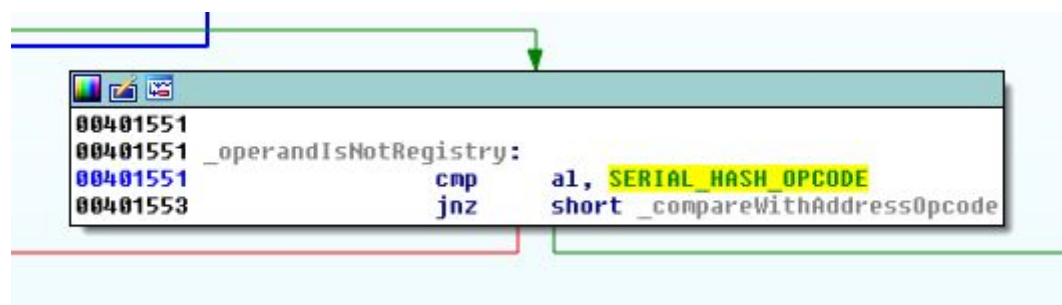 00401551
00401551 _operandIsNotRegistry:
00401551 cmp al, SERIAL_HASH_OPCODE
00401553 jnz short _compareWithAddressOpcode